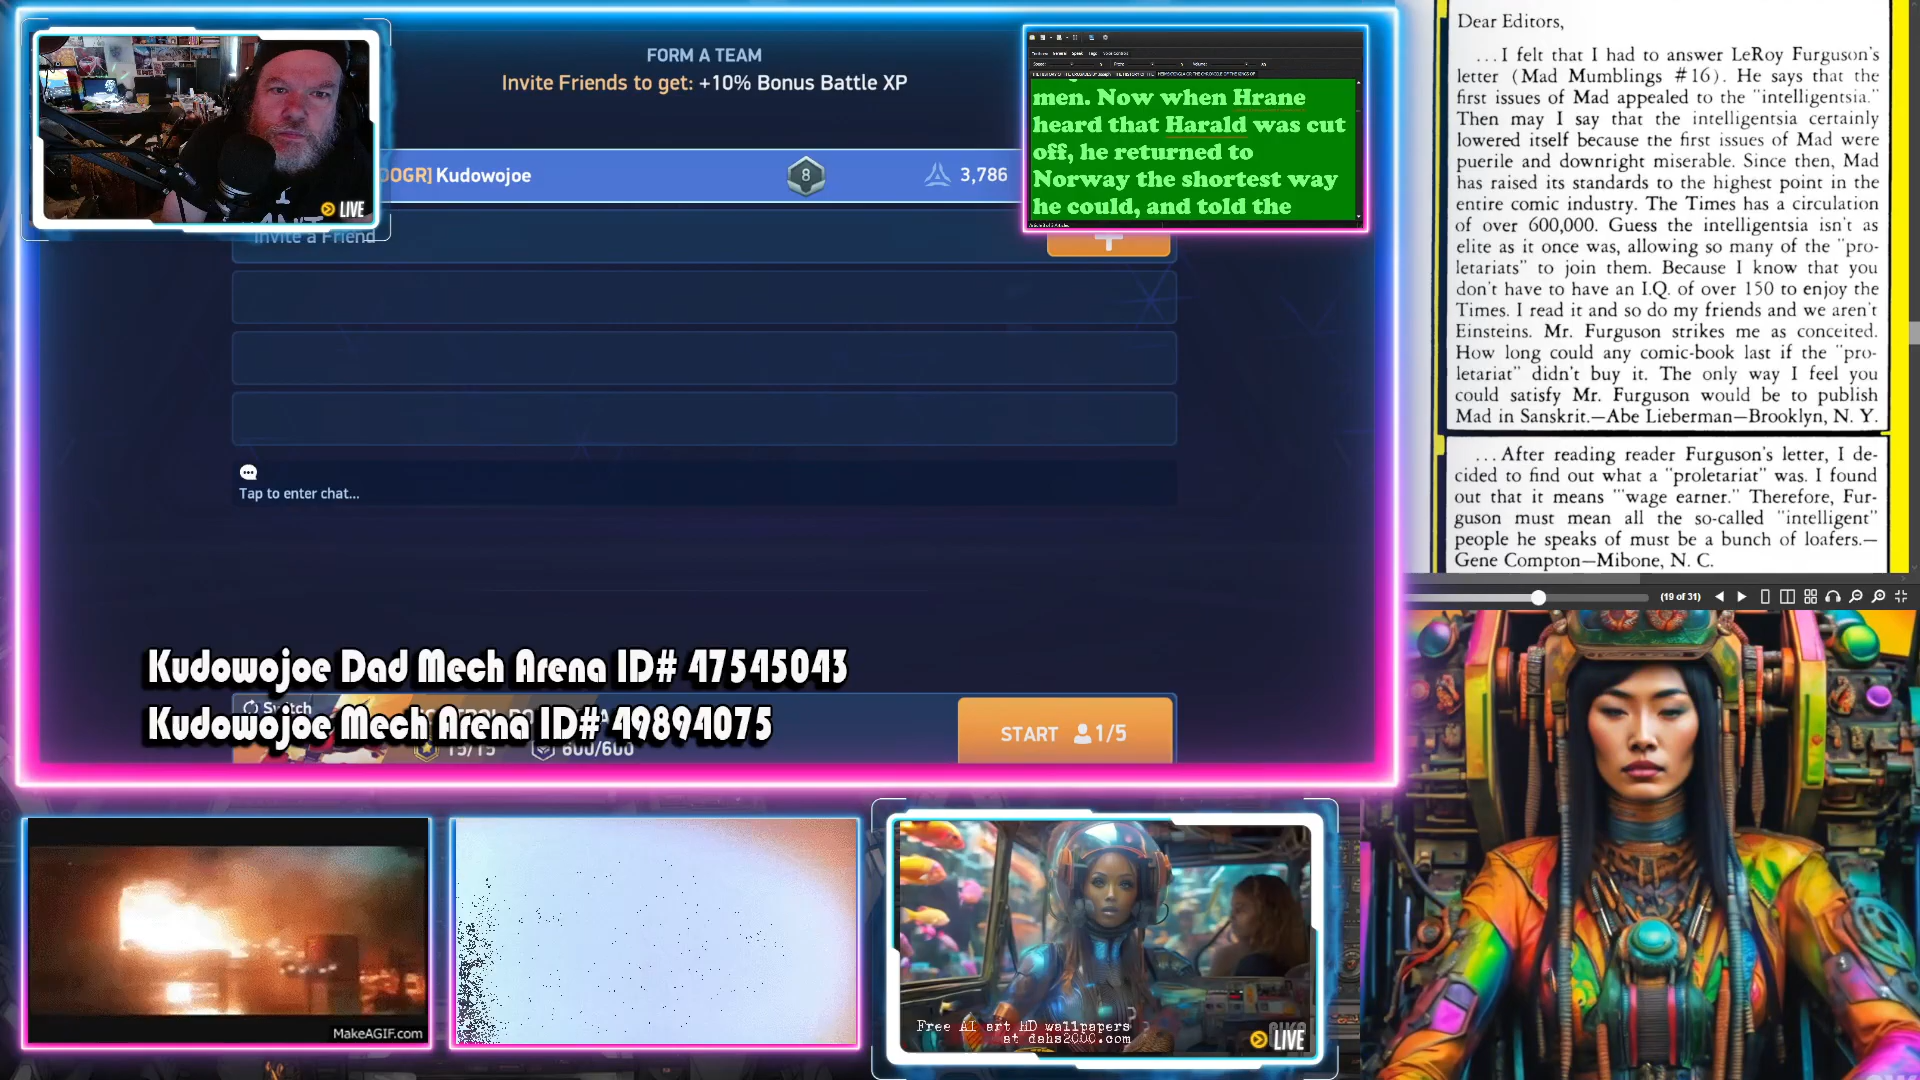 FORM A TEAM
Invite Friends to get: +10% Bonus Battle XP
LIVE
OGR] Kudowojoe
8
3,786
Invite a Friend
men. Now when Hrane
heard that Harald was cut
off, he returned to
Norway the shortest way
he could, and told the
Tap to enter chat...
Kudowojoe Dad Mech Arena ID# 47545043
Kudowojoe Mech Arena ID# 49894075
Switch
15/15
600/600
START 1/5
MakeAGIF.com
Free AI art HD wallpapers
at dahs2000.com
LIVE
Dear Editors,
...I felt that I had to answer LeRoy Furguson's
letter (Mad Mumblings #16). He says that the
first issues of Mad appealed to the "intelligentsia."
Then may I say that the intelligentsia certainly
lowered itself because the first issues of Mad were
puerile and downright miserable. Since then, Mad
has raised its standards to the highest point in the
entire comic industry. The Times has a circulation
of over 600,000. Guess the intelligentsia isn't as
elite as it once was, allowing so many of the "pro-
letariats" to join them. Because I know that you
don't have to have an I.Q. of over 150 to enjoy the
Times. I read it and so do my friends and we aren't
Einsteins. Mr. Furguson strikes me as conceited.
How long could any comic-book last if the "pro-
letariat" didn't buy it. The only way I feel you
could satisfy Mr. Furguson would be to publish
Mad in Sanskrit.—Abe Lieberman—Brooklyn, N. Y.
...After reading reader Furguson's letter, I de-
cided to find out what a "proletariat" was. I found
out that it means "'wage earner." Therefore, Fur-
guson must mean all the so-called "intelligent"
people he speaks of must be a bunch of loafers.—
Gene Compton—Mibone, N. C.
(19 of 31)